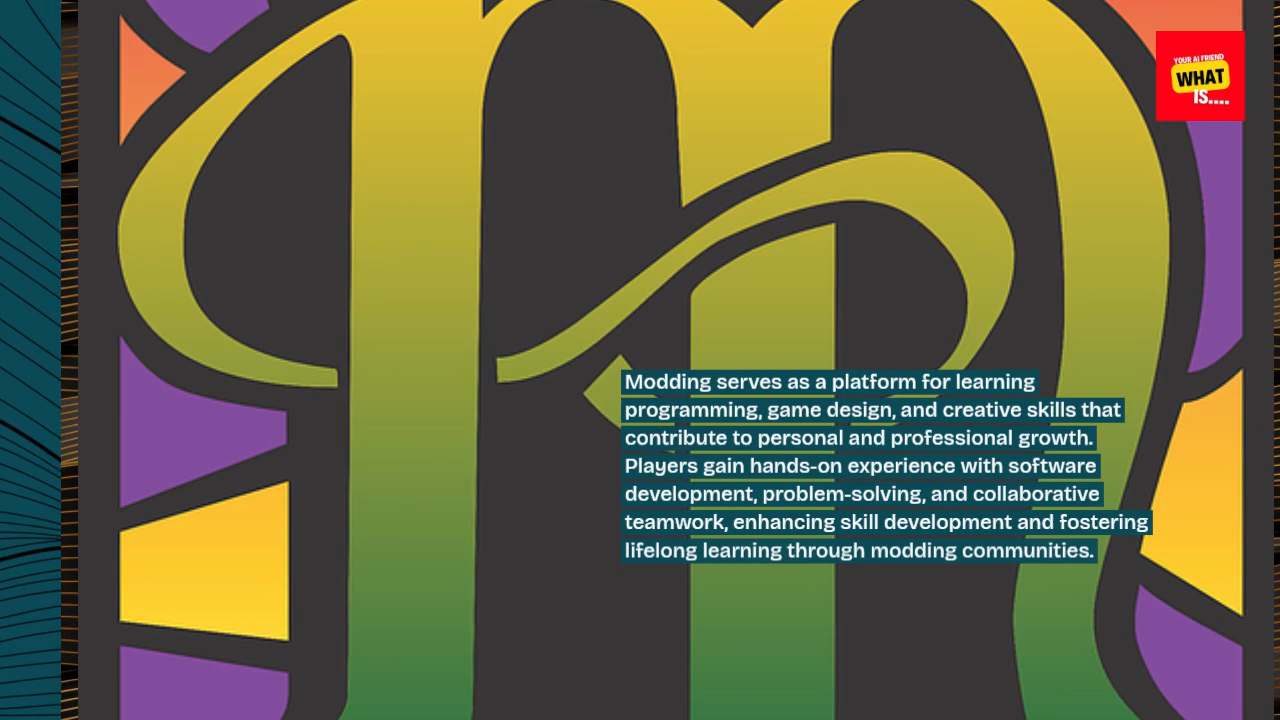 YOUR AI FRIEND
WHAT
IS....
Modding serves as a platform for learning
programming, game design, and creative skills that
contribute to personal and professional growth.
Players gain hands-on experience with software
development, problem-solving, and collaborative
teamwork, enhancing skill development and fostering
lifelong learning through modding communities.